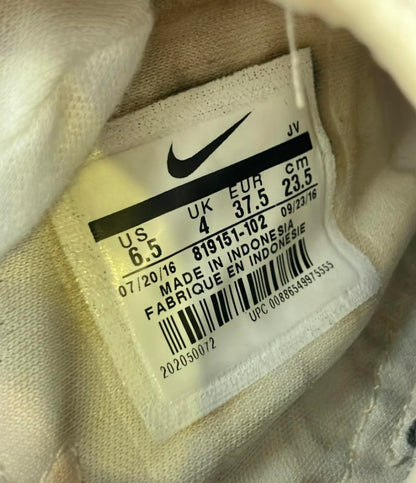 JV
US UK EUR cm
6.5 4 37.5 23.5
07/20/16 819151-102 09/23/16
MADE IN INDONESIA
FABRIQUE EN INDONESIE
UPC 00886549975555
202050072